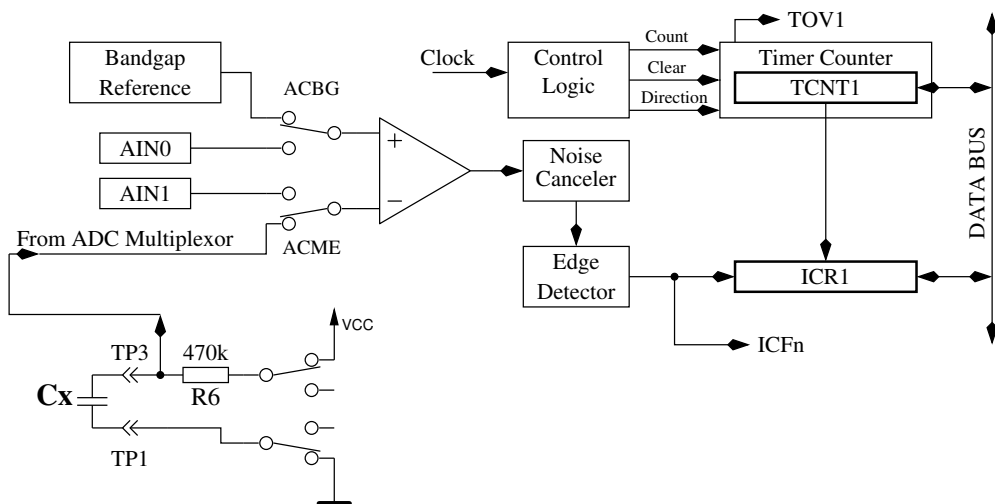 TOV1
Bandgap
Reference
ACBG
Clock
Control
Logic
Count
Clear
Direction
Timer Counter
TCNT1
AIN0
AIN1
+
−
Noise
Canceler
DATA BUS
From ADC Multiplexor
ACME
Edge
Detector
ICR1
ICFn
VCC
TP3
470k
R6
Cx
TP1